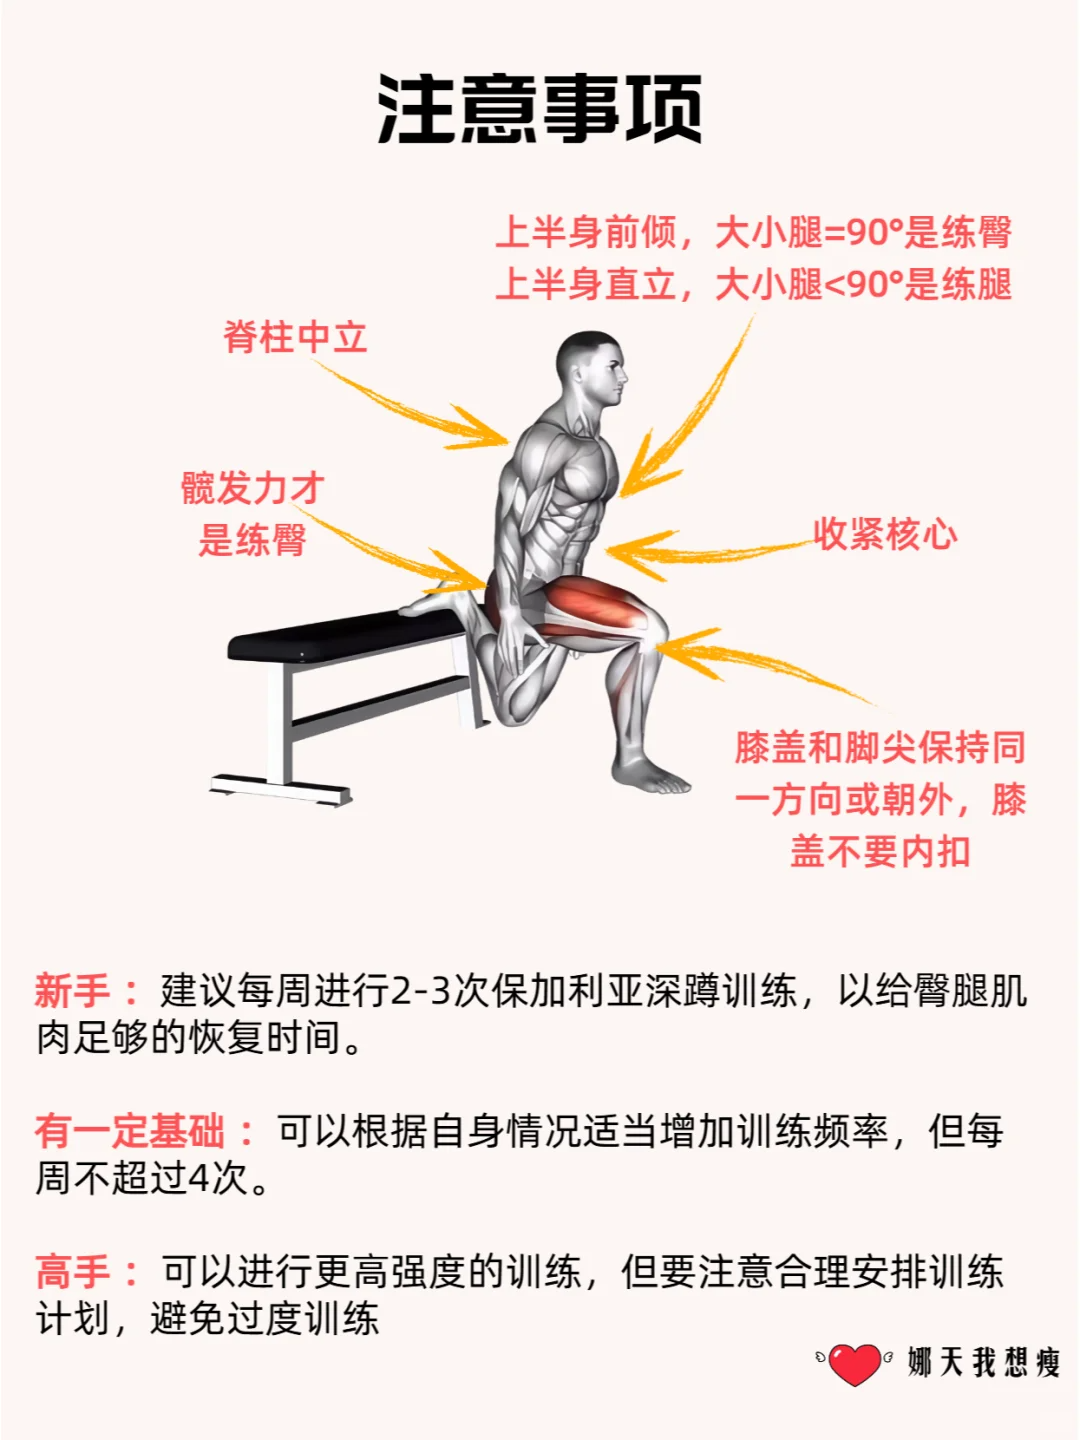 注意事项
上半身前倾，大小腿=90°是练臀
上半身直立，大小腿<90°是练腿
脊柱中立
髋发力才
是练臀
收紧核心
膝盖和脚尖保持同
一方向或朝外，膝
盖不要内扣
新手：建议每周进行2-3次保加利亚深蹲训练，以给臀腿肌
肉足够的恢复时间。
有一定基础：可以根据自身情况适当增加训练频率，但每
周不超过4次。
高手：可以进行更高强度的训练，但要注意合理安排训练
计划，避免过度训练
娜天我想瘦